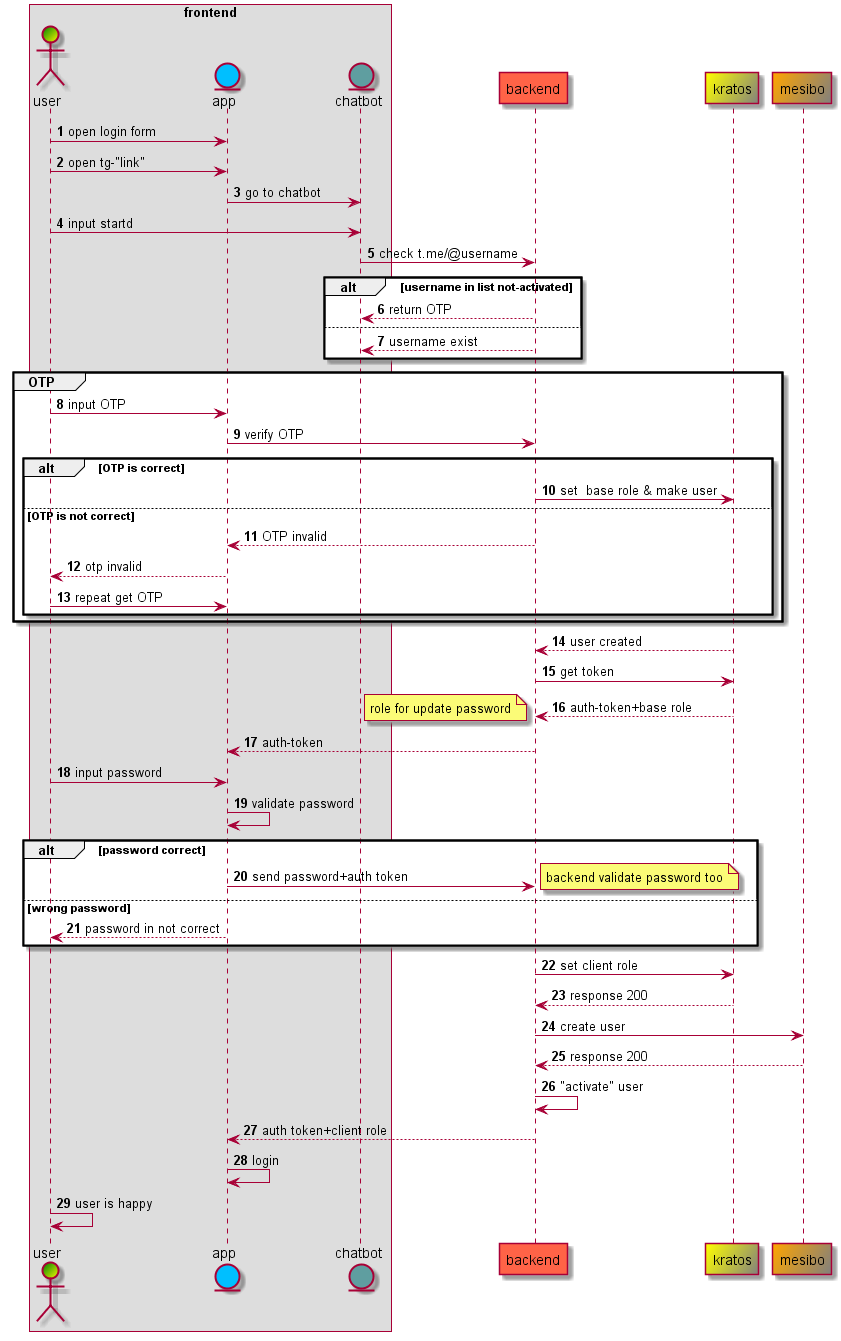 frontend
user
app
chatbot
backend
kratos
mesibo
1 open login form
2 open tg-"link"
3 go to chatbot
4 input startd
5 check t.me/@username
alt [username in list not-activated]
6 return OTP
7 username exist
OTP
8 input OTP
9 verify OTP
alt [OTP is correct]
10 set  base role & make user
[OTP is not correct]
11 OTP invalid
12 otp invalid
13 repeat get OTP
14 user created
15 get token
role for update password
16 auth-token+base role
17 auth-token
18 input password
19 validate password
alt [password correct]
20 send password+auth token
backend validate password too
[wrong password]
21 password in not correct
22 set client role
23 response 200
24 create user
25 response 200
26 "activate" user
27 auth token+client role
28 login
29 user is happy
user
app
chatbot
backend
kratos
mesibo